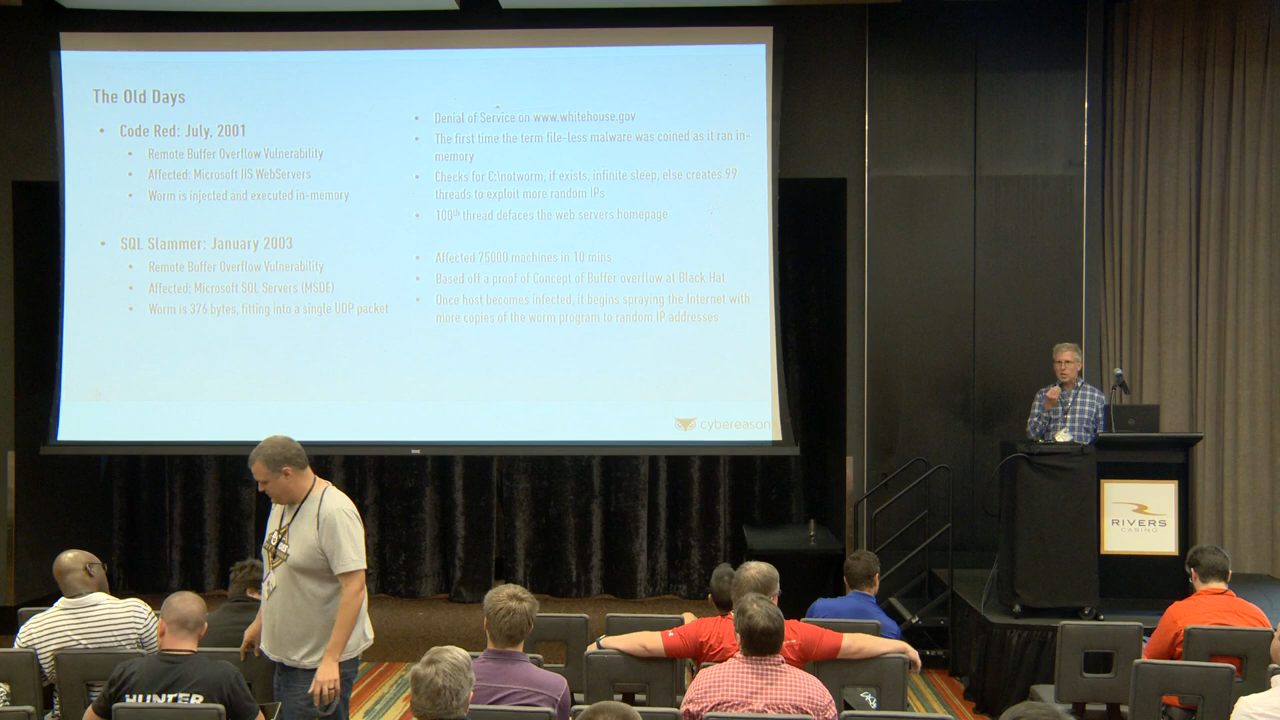 The Old Days
• Code Red: July, 2001
• Remote Buffer Overflow Vulnerability
• Affected: Microsoft IIS WebServers
• Worm is injected and executed in-memory
• SQL Slammer: January 2003
• Remote Buffer Overflow Vulnerability
• Affected: Microsoft SQL Servers (MSDE)
• Worm is 376 bytes, fitting into a single UDP packet
• Denial of Service on www.whitehouse.gov
• The first time the term file-less malware was coined as it ran in-
memory
• Checks for C:\notworm, if exists, infinite sleep, else creates 99
threads to exploit more random IPs
• 100th thread defaces the web servers homepage
• Affected 75000 machines in 10 mins
• Based off a proof of Concept of Buffer overflow at Black Hat
• Once host becomes infected, it begins spraying the Internet with
more copies of the worm program to random IP addresses
cybereason
RIVERS
CASINO
HUNTER